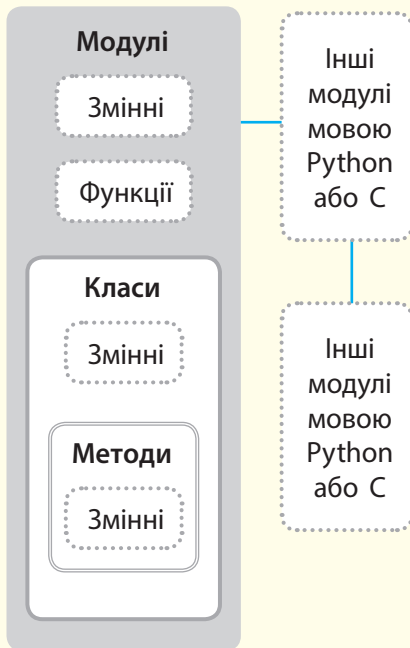 Модулі
Змінні
Функції
Класи
Змінні
Методи
Змінні
Інші
модулі
мовою
Python
або C
Інші
модулі
мовою
Python
або C